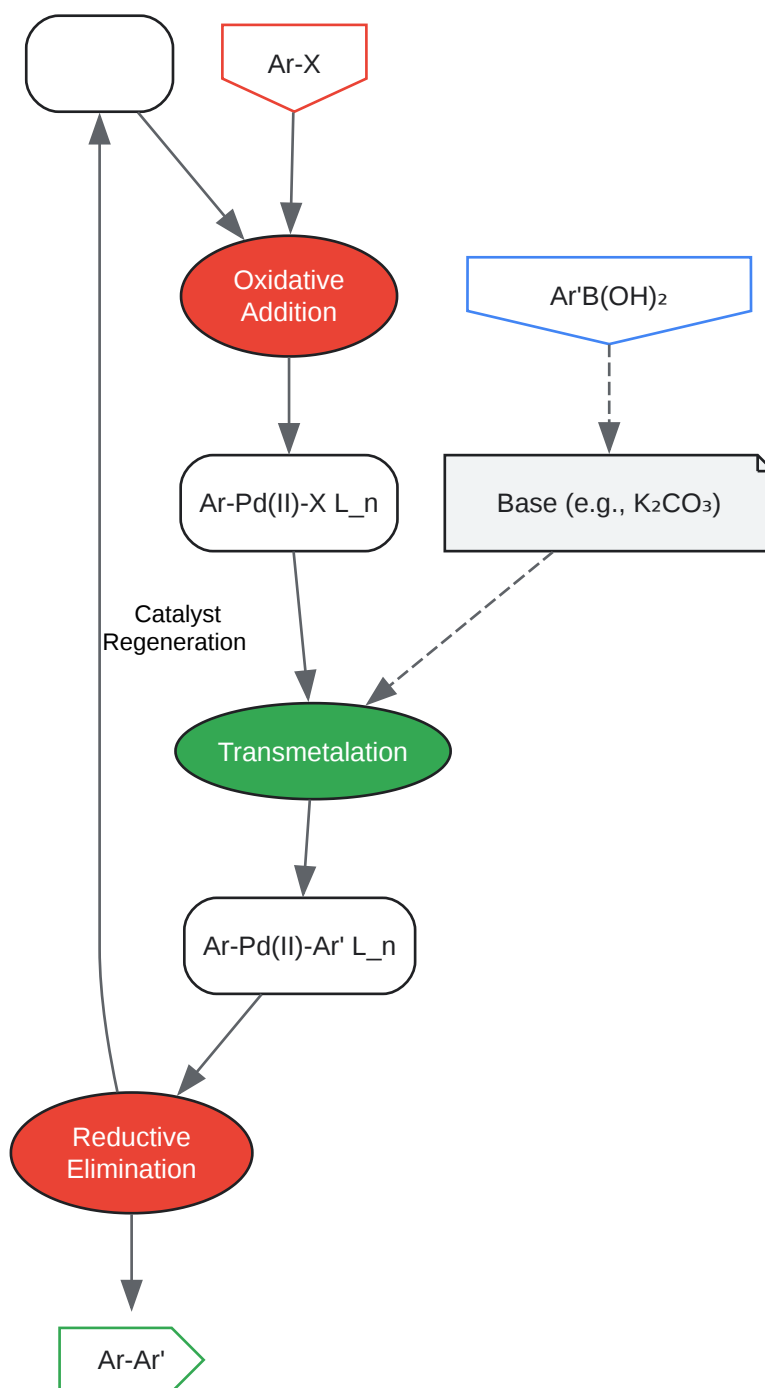 Ar-X
Oxidative
Addition
Ar'B(OH)₂
Ar-Pd(II)-X L_n
Base (e.g., K₂CO₃)
Catalyst
Regeneration
Transmetalation
Ar-Pd(II)-Ar' L_n
Reductive
Elimination
Ar-Ar'